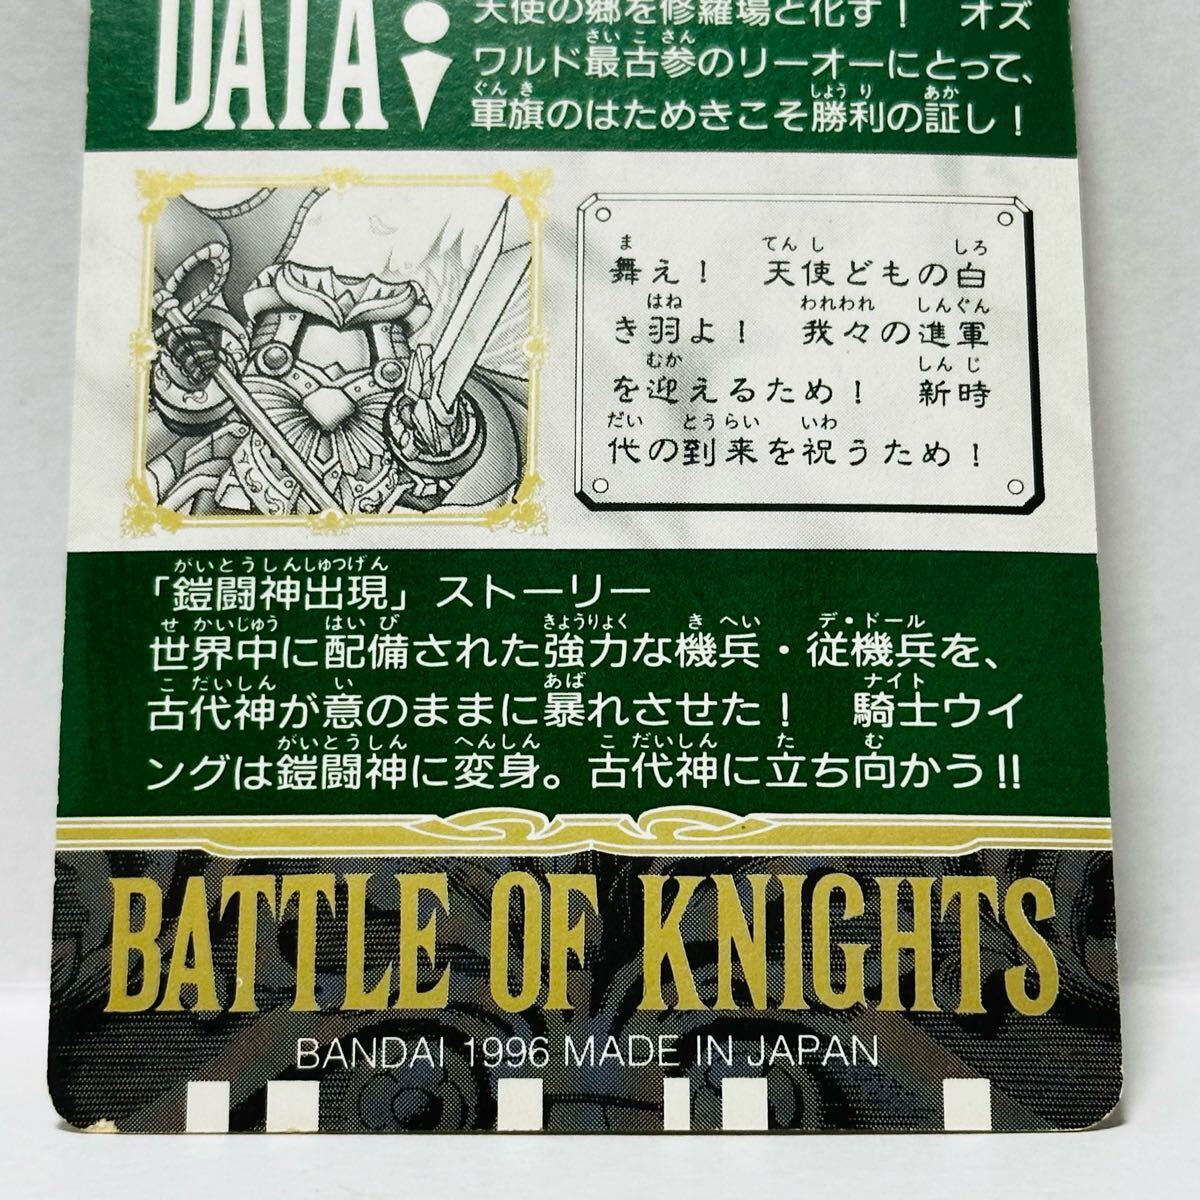 DATA
天使の郷を修羅場と化す！　オズ
ワルド最古参のリーオーにとって、
軍旗のはためきこそ勝利の証し！
舞え！　天使どもの白
き羽よ！　我々の進軍
を迎えるため！　新時
代の到来を祝うため！
「鎧闘神出現」ストーリー
世界中に配備された強力な機兵・従機兵を、
古代神が意のままに暴れさせた！　騎士ウイ
ングは鎧闘神に変身。古代神に立ち向かう!!
BATTLE OF KNIGHTS
BANDAI 1996 MADE IN JAPAN